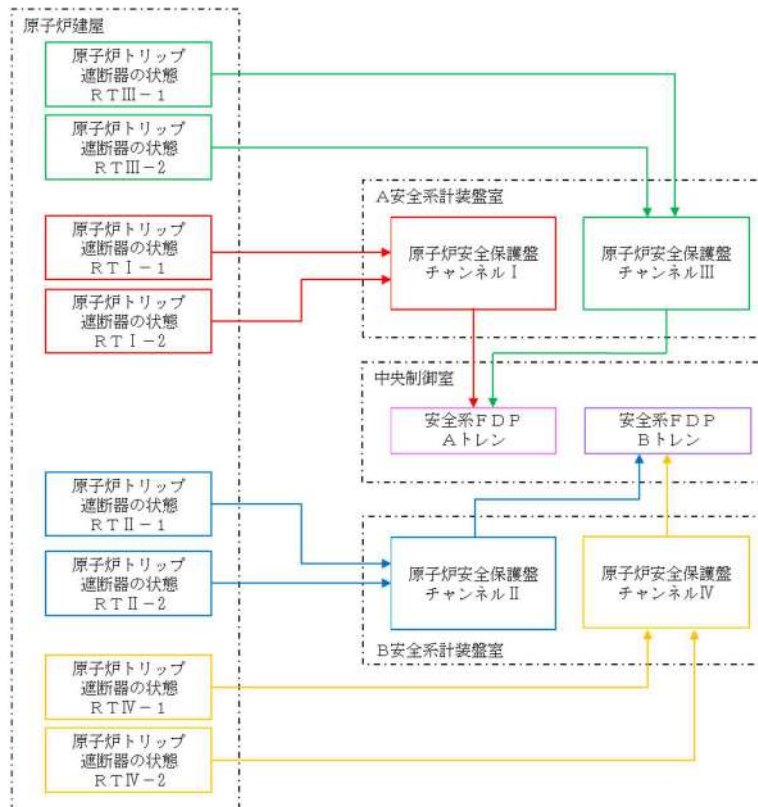 原子炉建屋
原子炉トリップ
遮断器の状態
ＲＴⅢ－１
原子炉トリップ
遮断器の状態
ＲＴⅢ－２
Ａ安全系計装盤室
原子炉トリップ
遮断器の状態
ＲＴⅠ－１
原子炉トリップ
遮断器の状態
ＲＴⅠ－２
原子炉安全保護盤
チャンネルⅠ
原子炉安全保護盤
チャンネルⅢ
中央制御室
安全系ＦＤＰ
Ａトレン
安全系ＦＤＰ
Ｂトレン
原子炉トリップ
遮断器の状態
ＲＴⅡ－１
原子炉トリップ
遮断器の状態
ＲＴⅡ－２
原子炉安全保護盤
チャンネルⅡ
原子炉安全保護盤
チャンネルⅣ
Ｂ安全系計装盤室
原子炉トリップ
遮断器の状態
ＲＴⅣ－１
原子炉トリップ
遮断器の状態
ＲＴⅣ－２